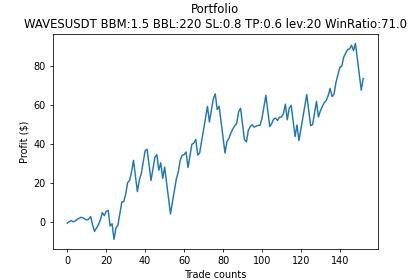 Portfolio
WAVESUSDT BBM:1.5 BBL:220 SL:0.8 TP:0.6 lev:20 WinRatio:71.0
80
60
40
20
0
Profit ($)
0 20 40 60 80 100 120 140
Trade counts